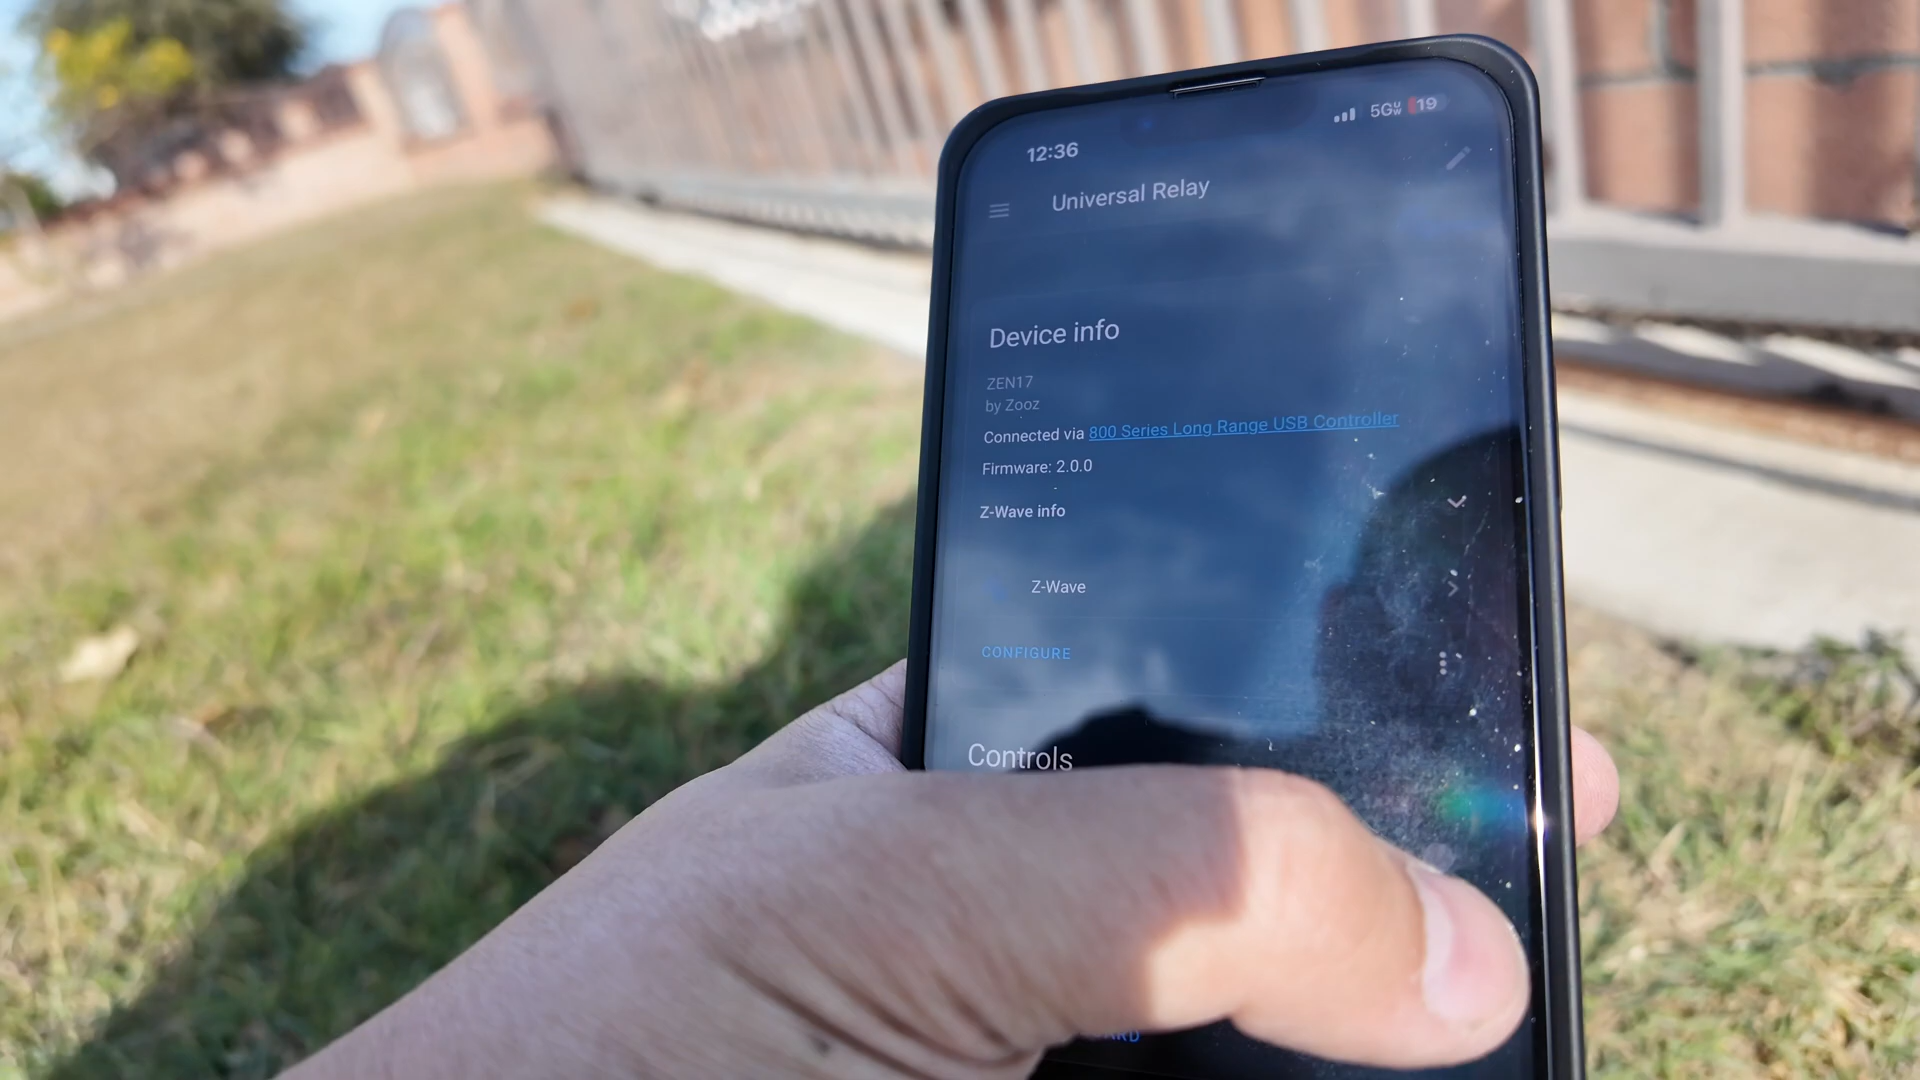 12:36
5G UW 19
Universal Relay
Device info
ZEN17
by Zooz
Connected via 800 Series Long Range USB Controller
Firmware: 2.0.0
Z-Wave info
Z-Wave
CONFIGURE
Controls